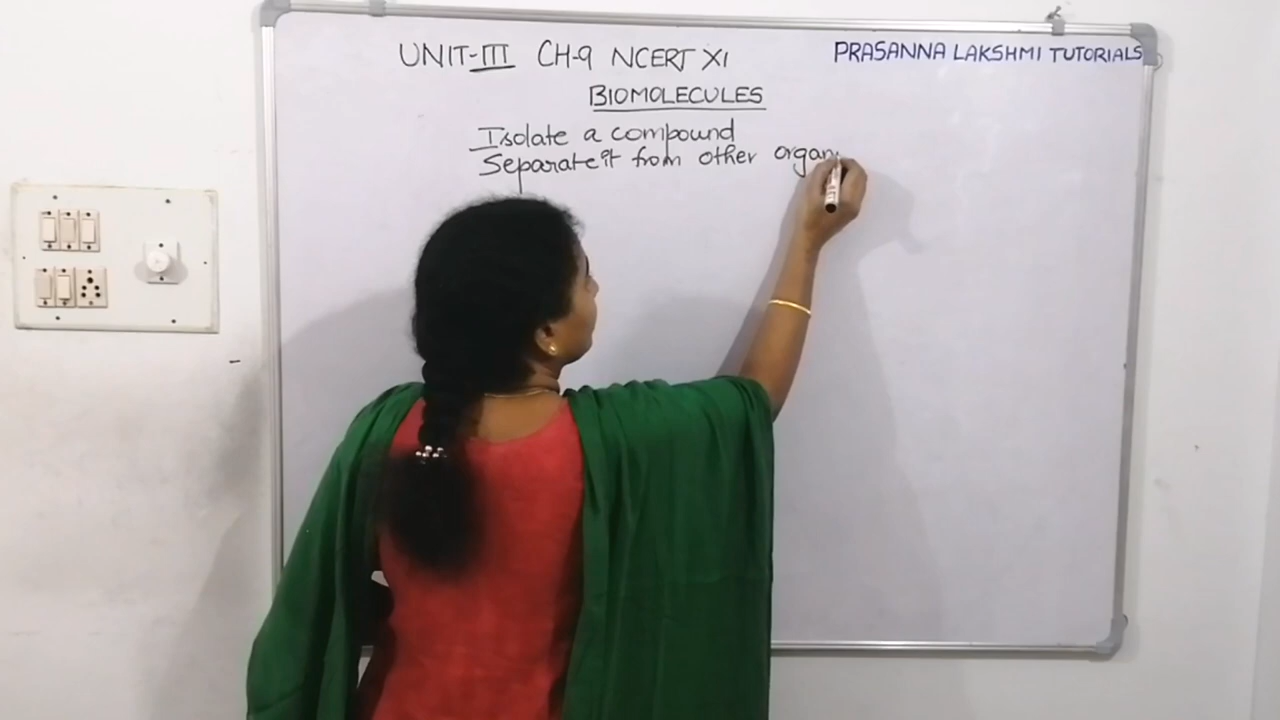 UNIT-III CH-9 NCERT XI
PRASANNA LAKSHMI TUTORIALS
BIOMOLECULES
Isolate a compound
Separate it from other organ